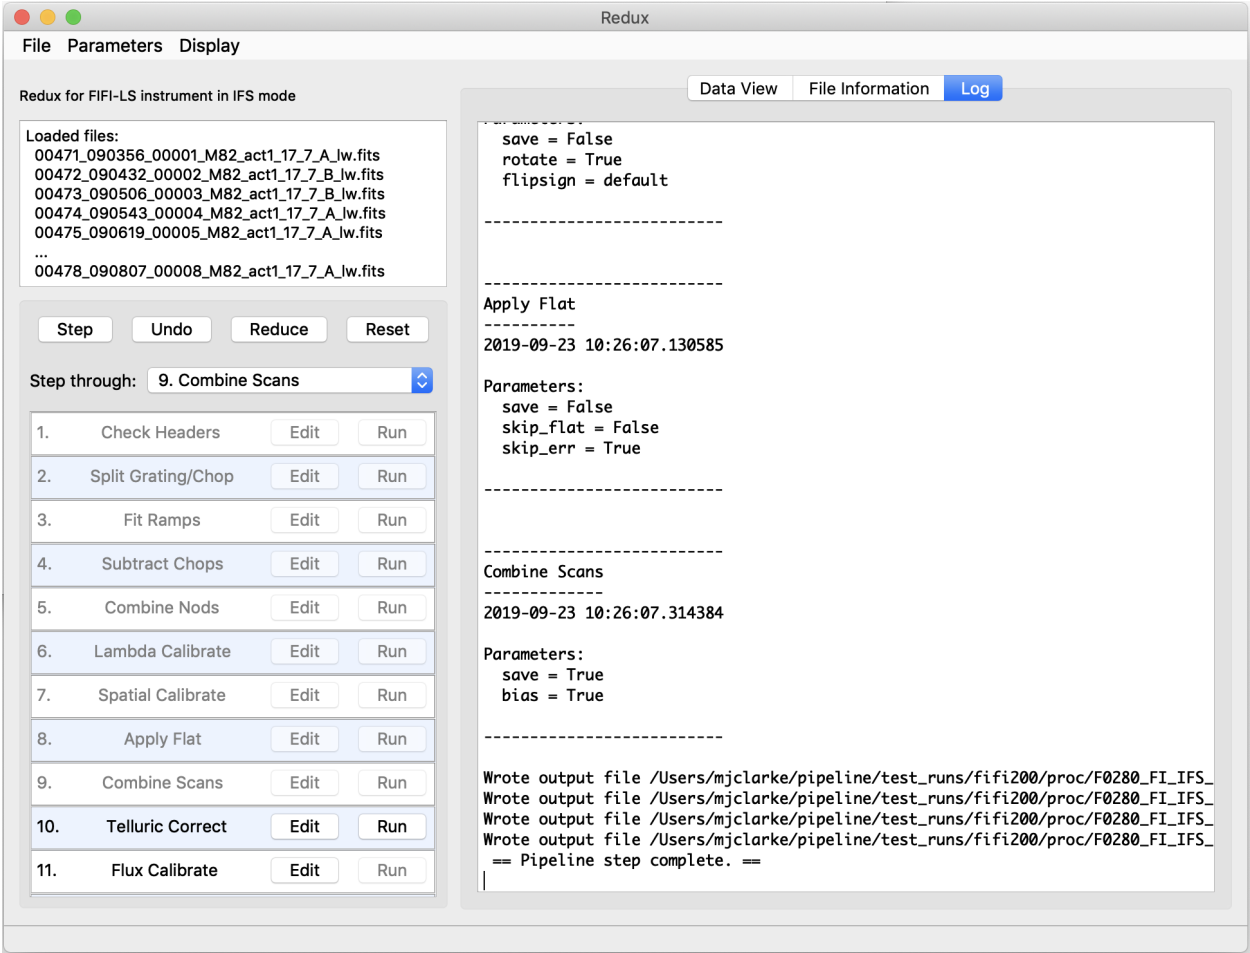 Redux
File Parameters Display
Redux for FIFI-LS instrument in IFS mode
Loaded files:
00471_090356_00001_M82_act1_17_7_A_lw.fits
00472_090432_00002_M82_act1_17_7_B_lw.fits
00473_090506_00003_M82_act1_17_7_B_lw.fits
00474_090543_00004_M82_act1_17_7_A_lw.fits
00475_090619_00005_M82_act1_17_7_A_lw.fits
...
00478_090807_00008_M82_act1_17_7_A_lw.fits
Step Undo Reduce Reset
Step through: 9. Combine Scans
1. Check Headers Edit Run
2. Split Grating/Chop Edit Run
3. Fit Ramps Edit Run
4. Subtract Chops Edit Run
5. Combine Nods Edit Run
6. Lambda Calibrate Edit Run
7. Spatial Calibrate Edit Run
8. Apply Flat Edit Run
9. Combine Scans Edit Run
10. Telluric Correct Edit Run
11. Flux Calibrate Edit Run
Data View File Information Log
Parameters:
save = False
rotate = True
flipsign = default
--------------------------
--------------------------
Apply Flat
----------
2019-09-23 10:26:07.130585
Parameters:
save = False
skip_flat = False
skip_err = True
--------------------------
--------------------------
Combine Scans
-------------
2019-09-23 10:26:07.314384
Parameters:
save = True
bias = True
--------------------------
Wrote output file /Users/mjclarke/pipeline/test_runs/fifi200/proc/F0280_FI_IFS_
Wrote output file /Users/mjclarke/pipeline/test_runs/fifi200/proc/F0280_FI_IFS_
Wrote output file /Users/mjclarke/pipeline/test_runs/fifi200/proc/F0280_FI_IFS_
Wrote output file /Users/mjclarke/pipeline/test_runs/fifi200/proc/F0280_FI_IFS_
== Pipeline step complete. ==